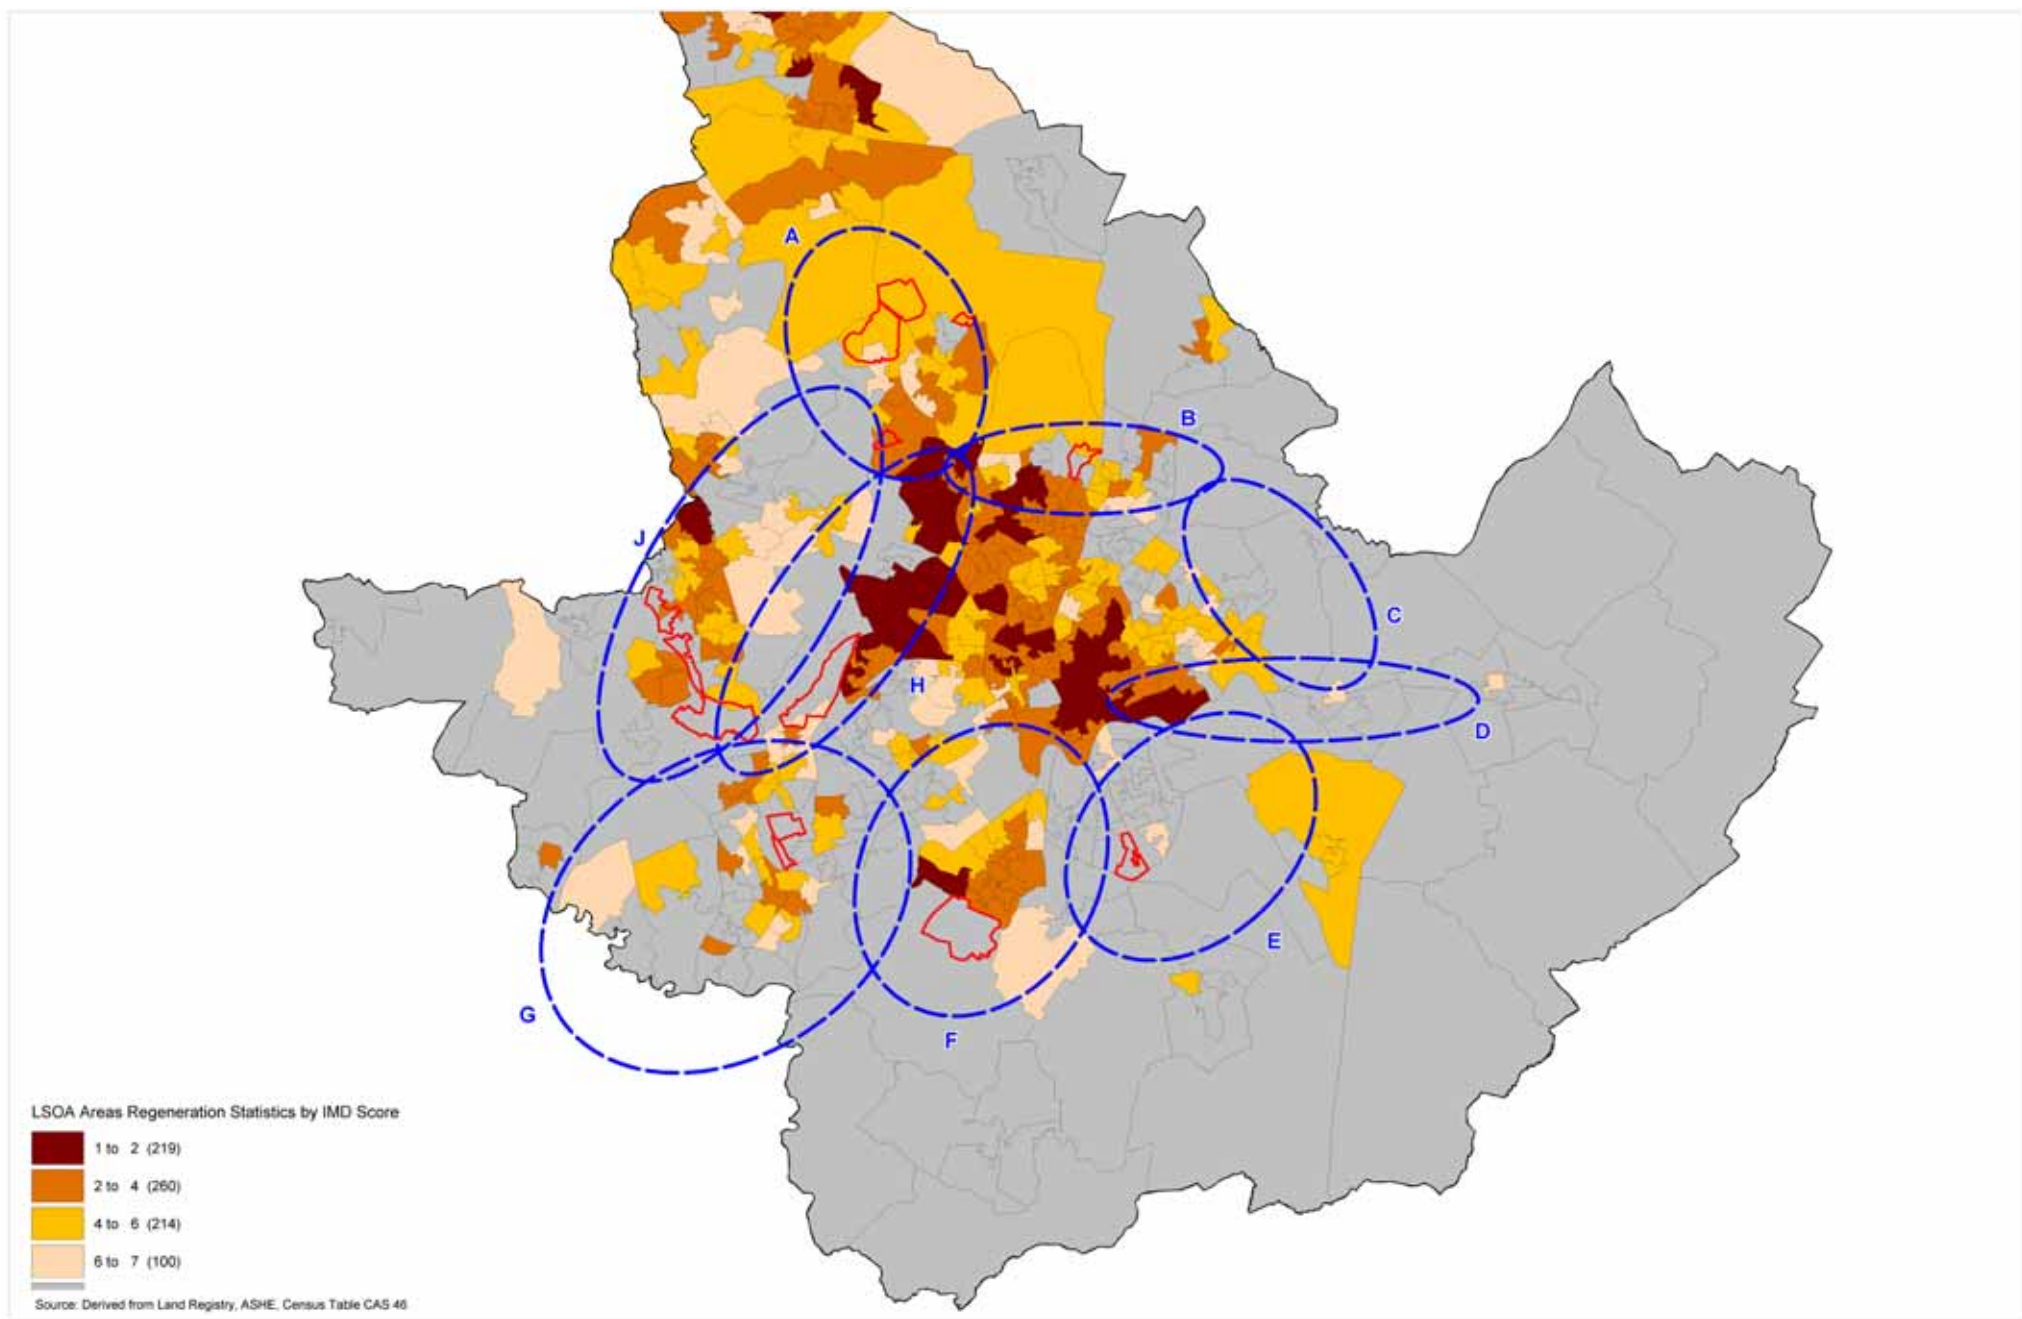 A
B
J
C
H
D
E
G
F
LSOA Areas Regeneration Statistics by IMD Score
1 to 2 (219)
2 to 4 (260)
4 to 6 (214)
6 to 7 (100)
Source: Derived from Land Registry, ASHE, Census Table CAS 46